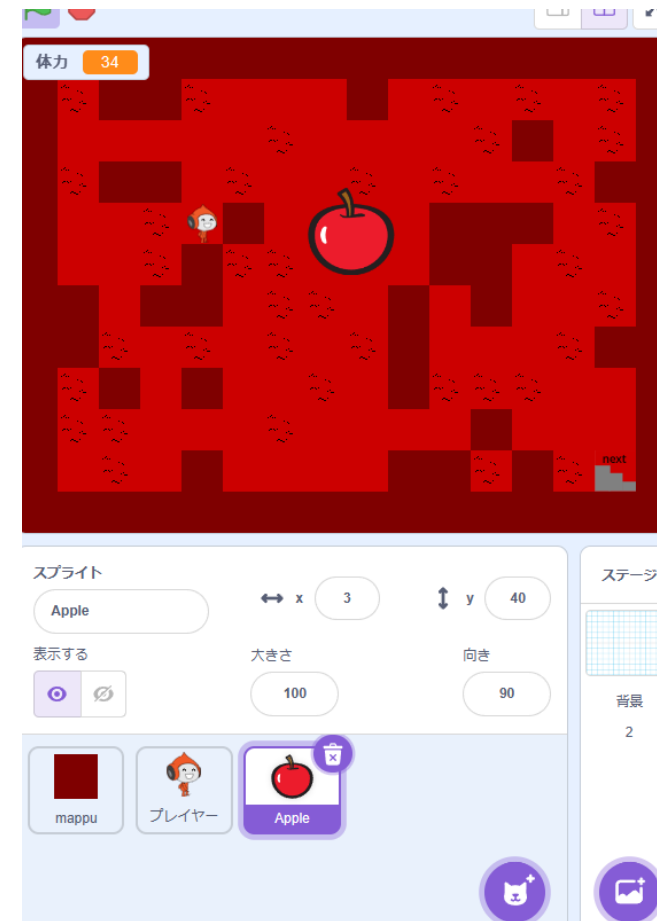 体力 34
next
スプライト
Apple
x 3
y 40
表示する
大きさ
100
向き
90
ステージ
背景
2
mappu
プレイヤー
Apple